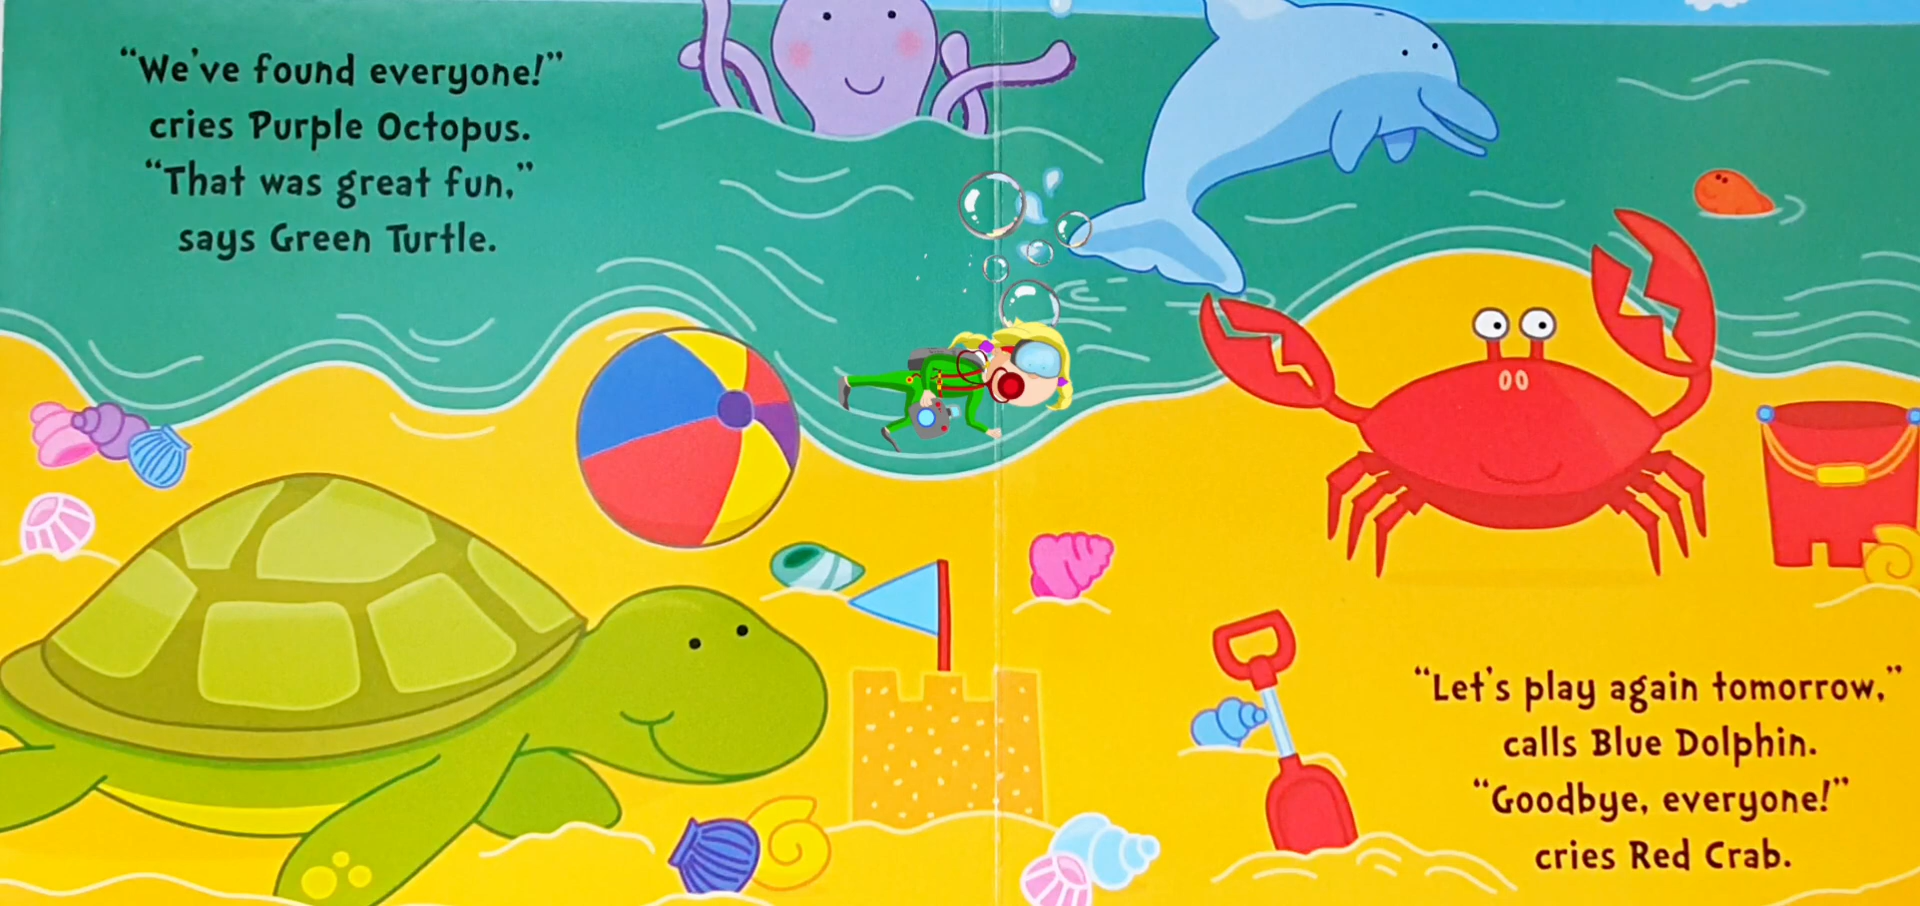 “We've found everyone!”
cries Purple Octopus.
“That was great fun,”
says Green Turtle.
“Let's play again tomorrow,”
calls Blue Dolphin.
“Goodbye, everyone!”
cries Red Crab.